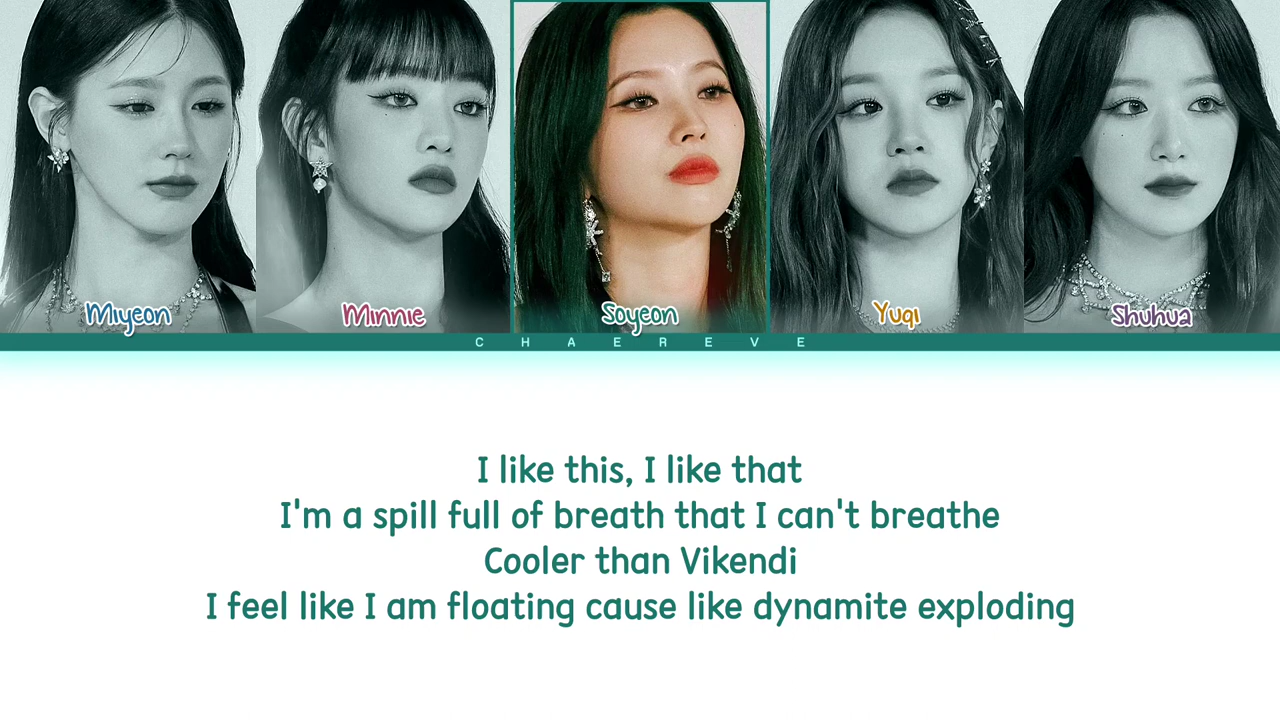 Miyeon
Minnie
Soyeon
Yuqi
Shuhua
CHAEREVE
I like this, I like that
I'm a spill full of breath that I can't breathe
Cooler than Vikendi
I feel like I am floating cause like dynamite exploding